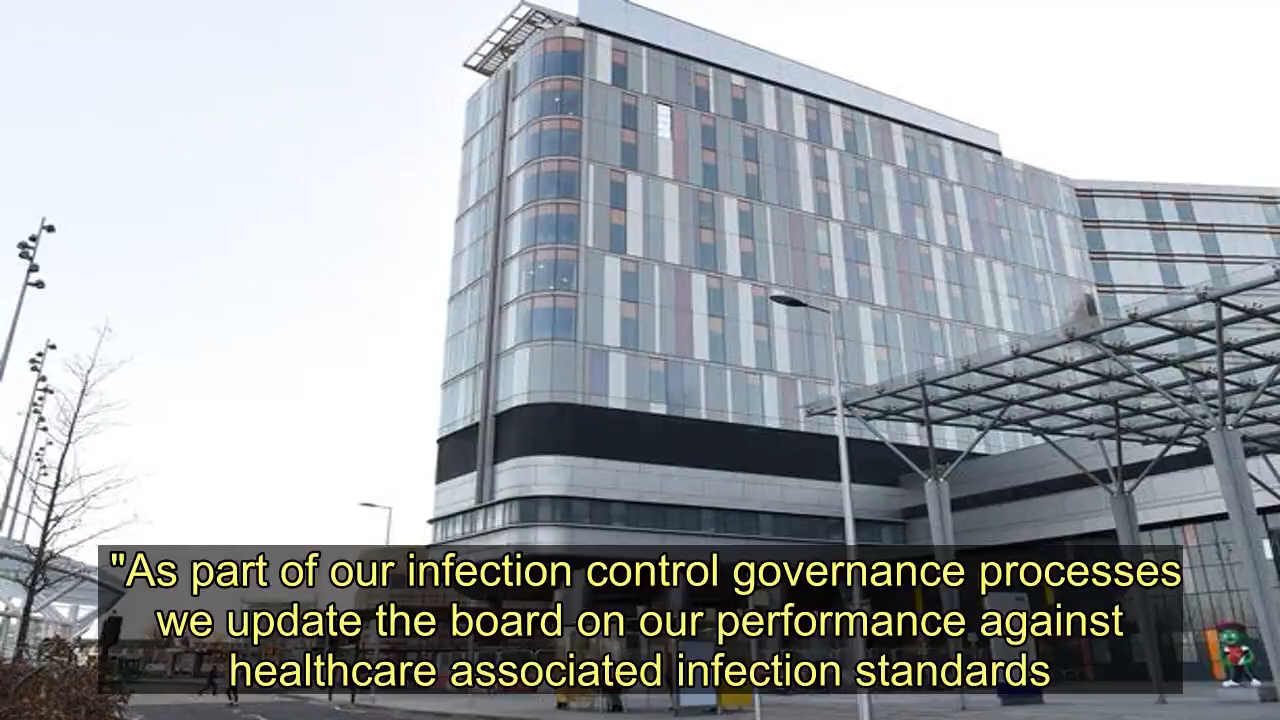 "As part of our infection control governance processes
we update the board on our performance against
healthcare associated infection standards